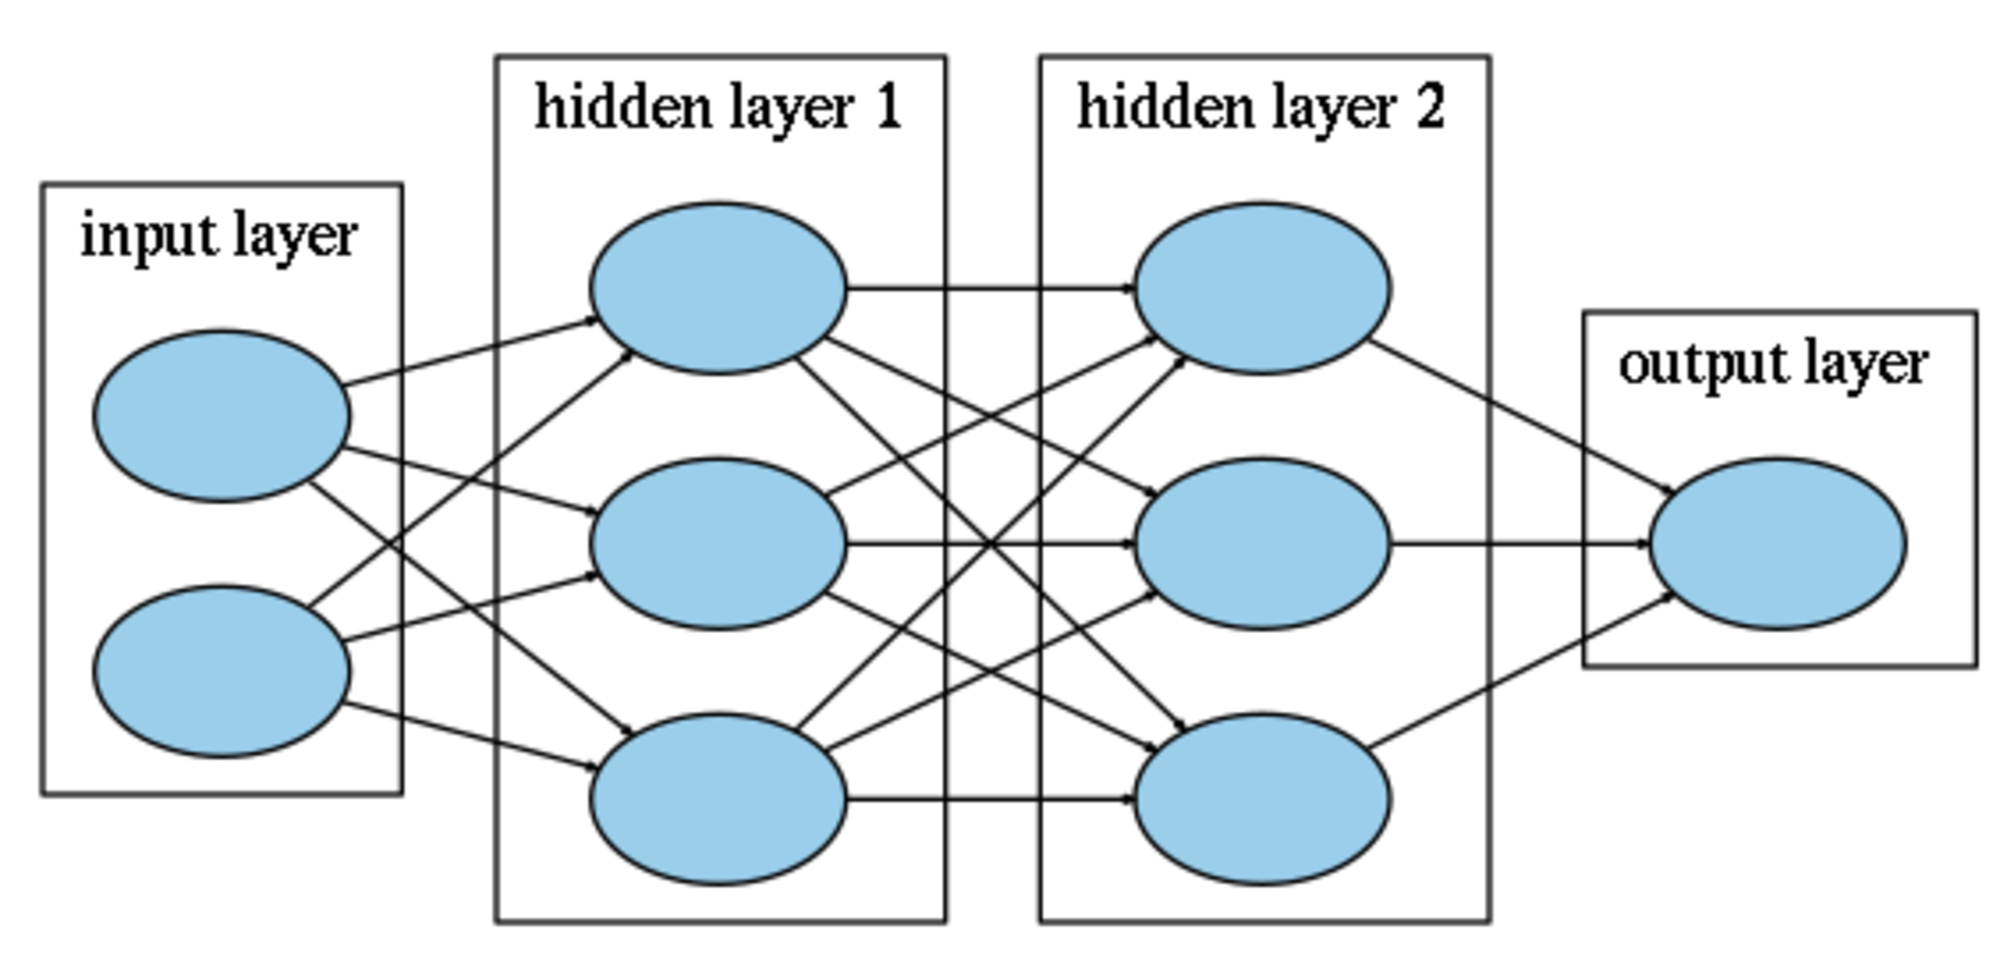 input layer
hidden layer 1
hidden layer 2
output layer